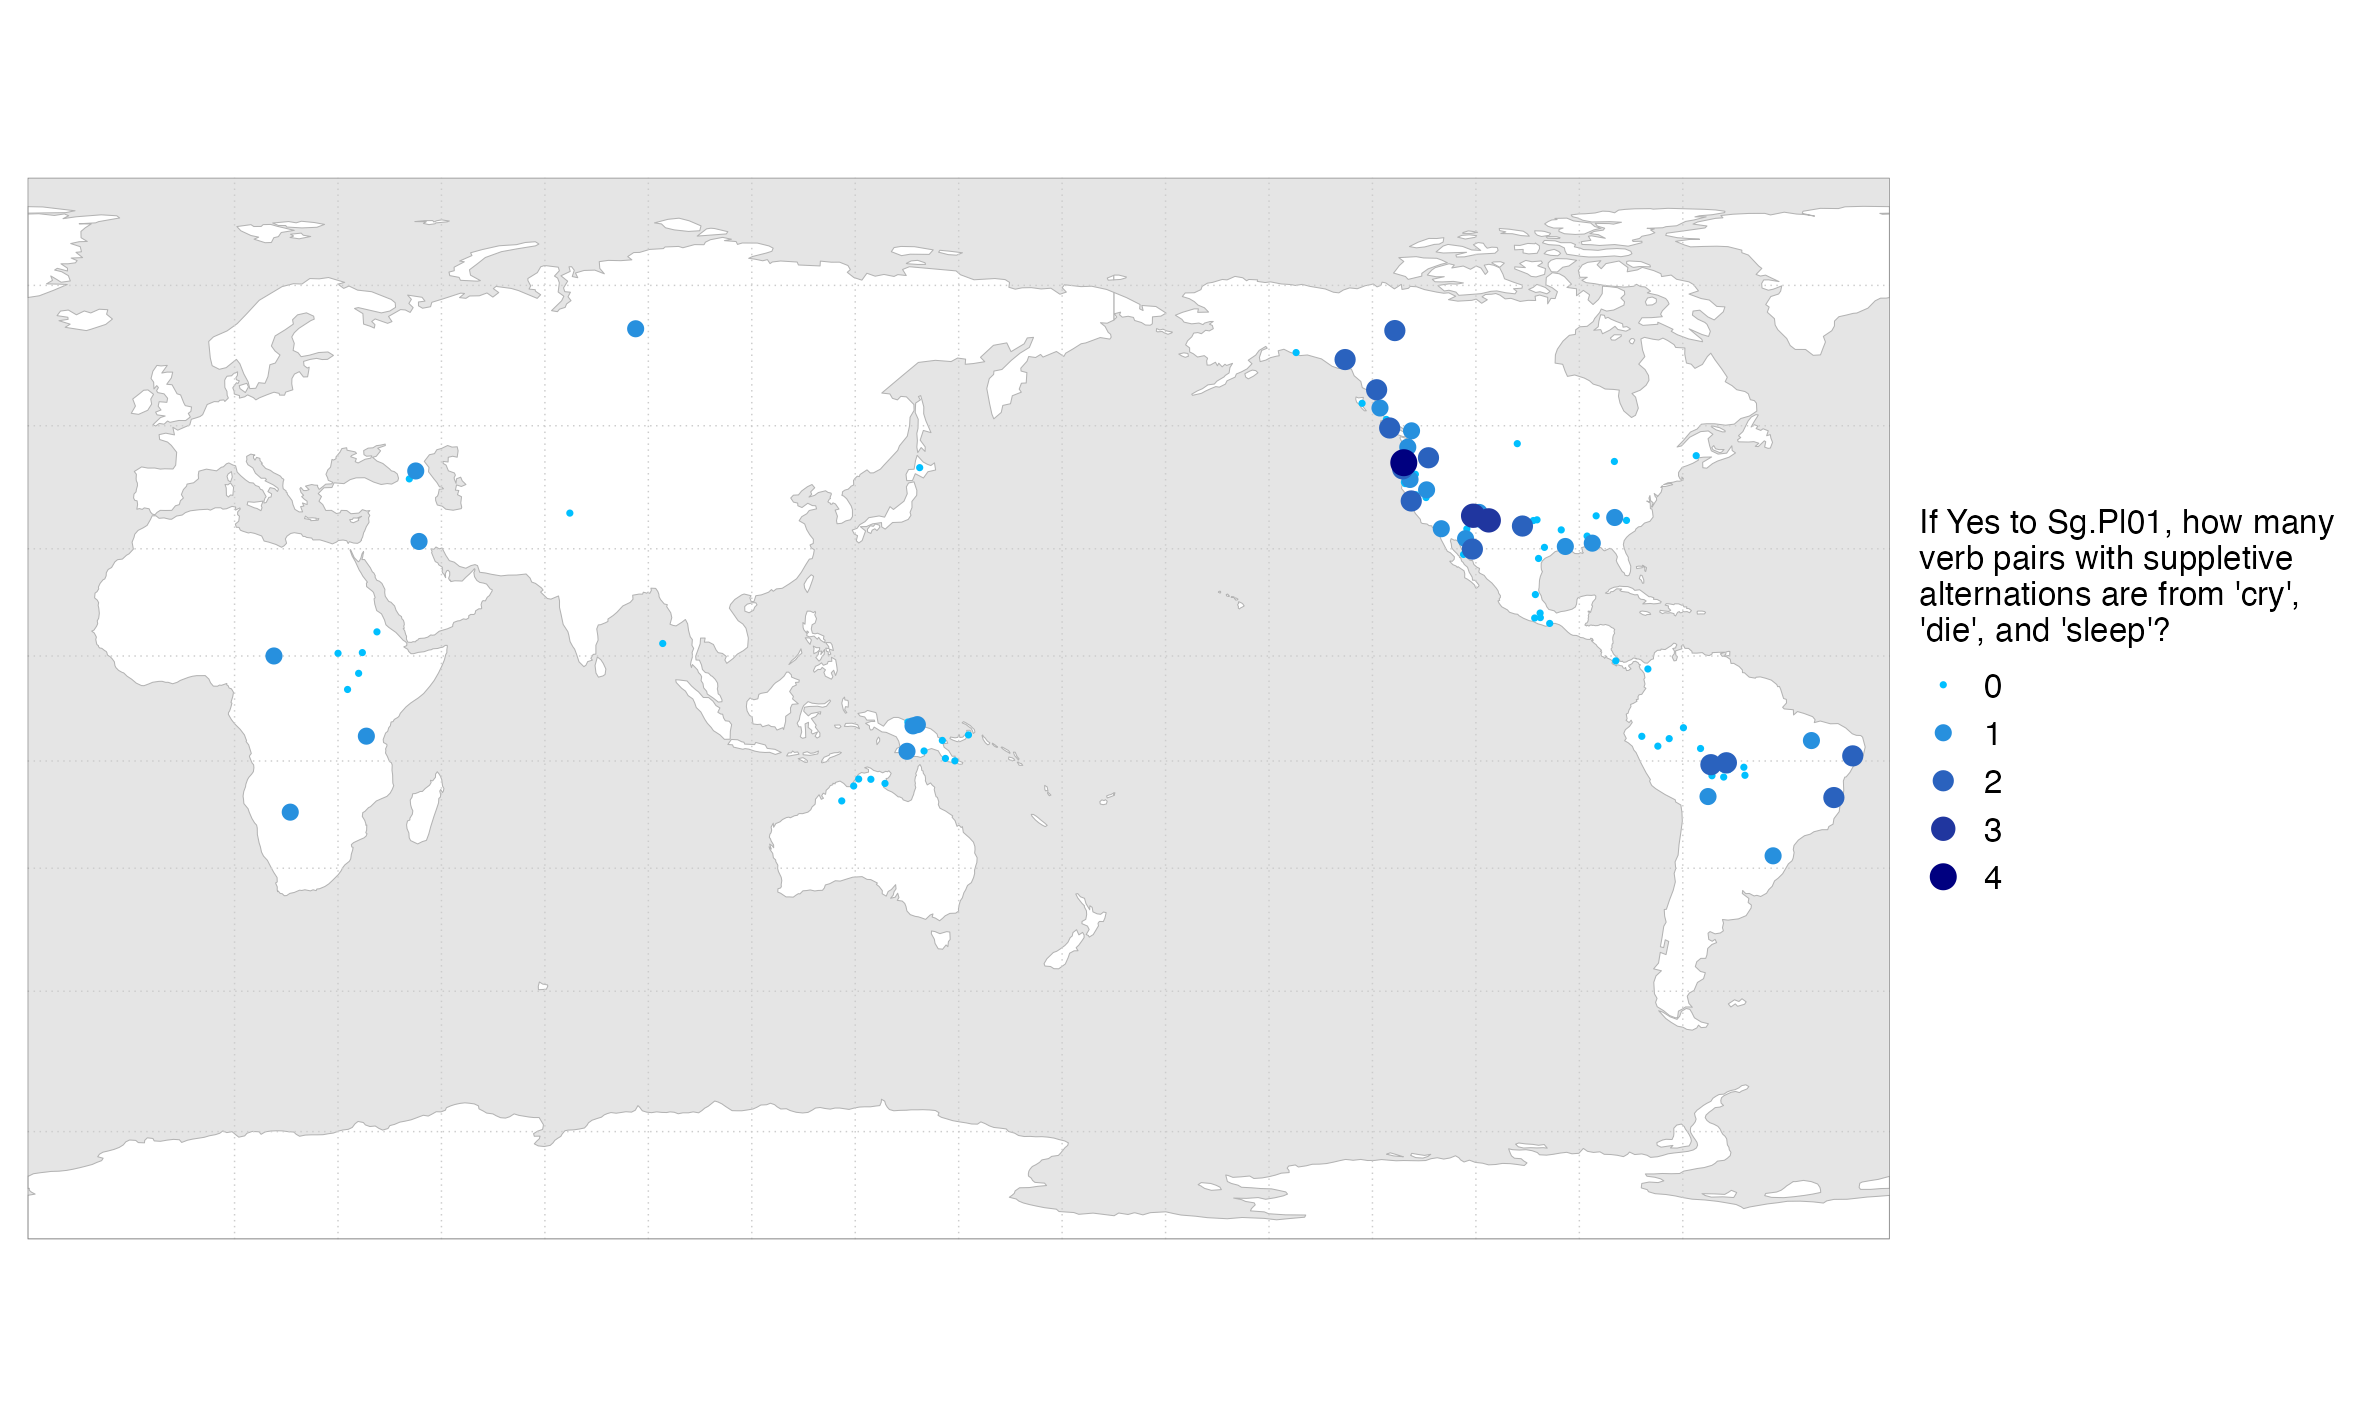 If Yes to Sg.Pl01, how many
verb pairs with suppletive
alternations are from 'cry',
'die', and 'sleep'?
0
1
2
3
4